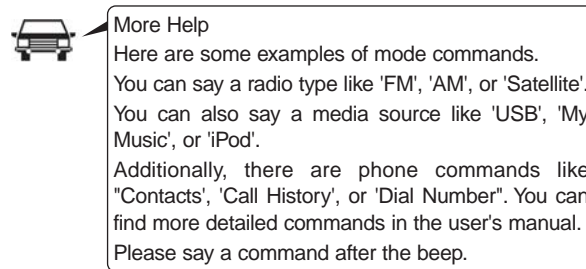 More Help
Here are some examples of mode commands.
You can say a radio type like 'FM', 'AM', or 'Satellite'.
You can also say a media source like 'USB', 'My
Music', or 'iPod'.
Additionally, there are phone commands like
"Contacts', 'Call History', or 'Dial Number". You can
find more detailed commands in the user's manual.
Please say a command after the beep.